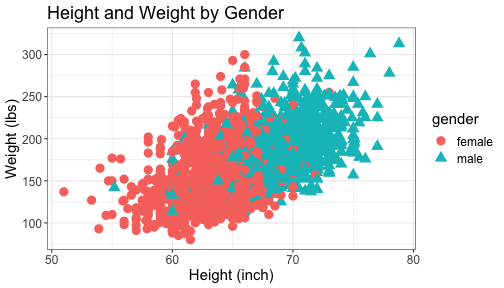 Height and Weight by Gender
Weight (lbs)
300
250
200
150
100
50
60
70
80
Height (inch)
gender
female
male